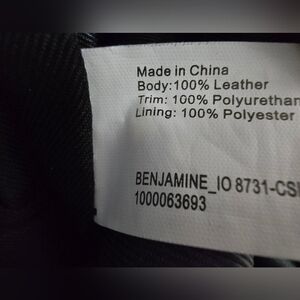 Made in China
Body:100% Leather
Trim: 100% Polyurethan
Lining: 100% Polyester
BENJAMINE_IO 8731-CS
1000063693